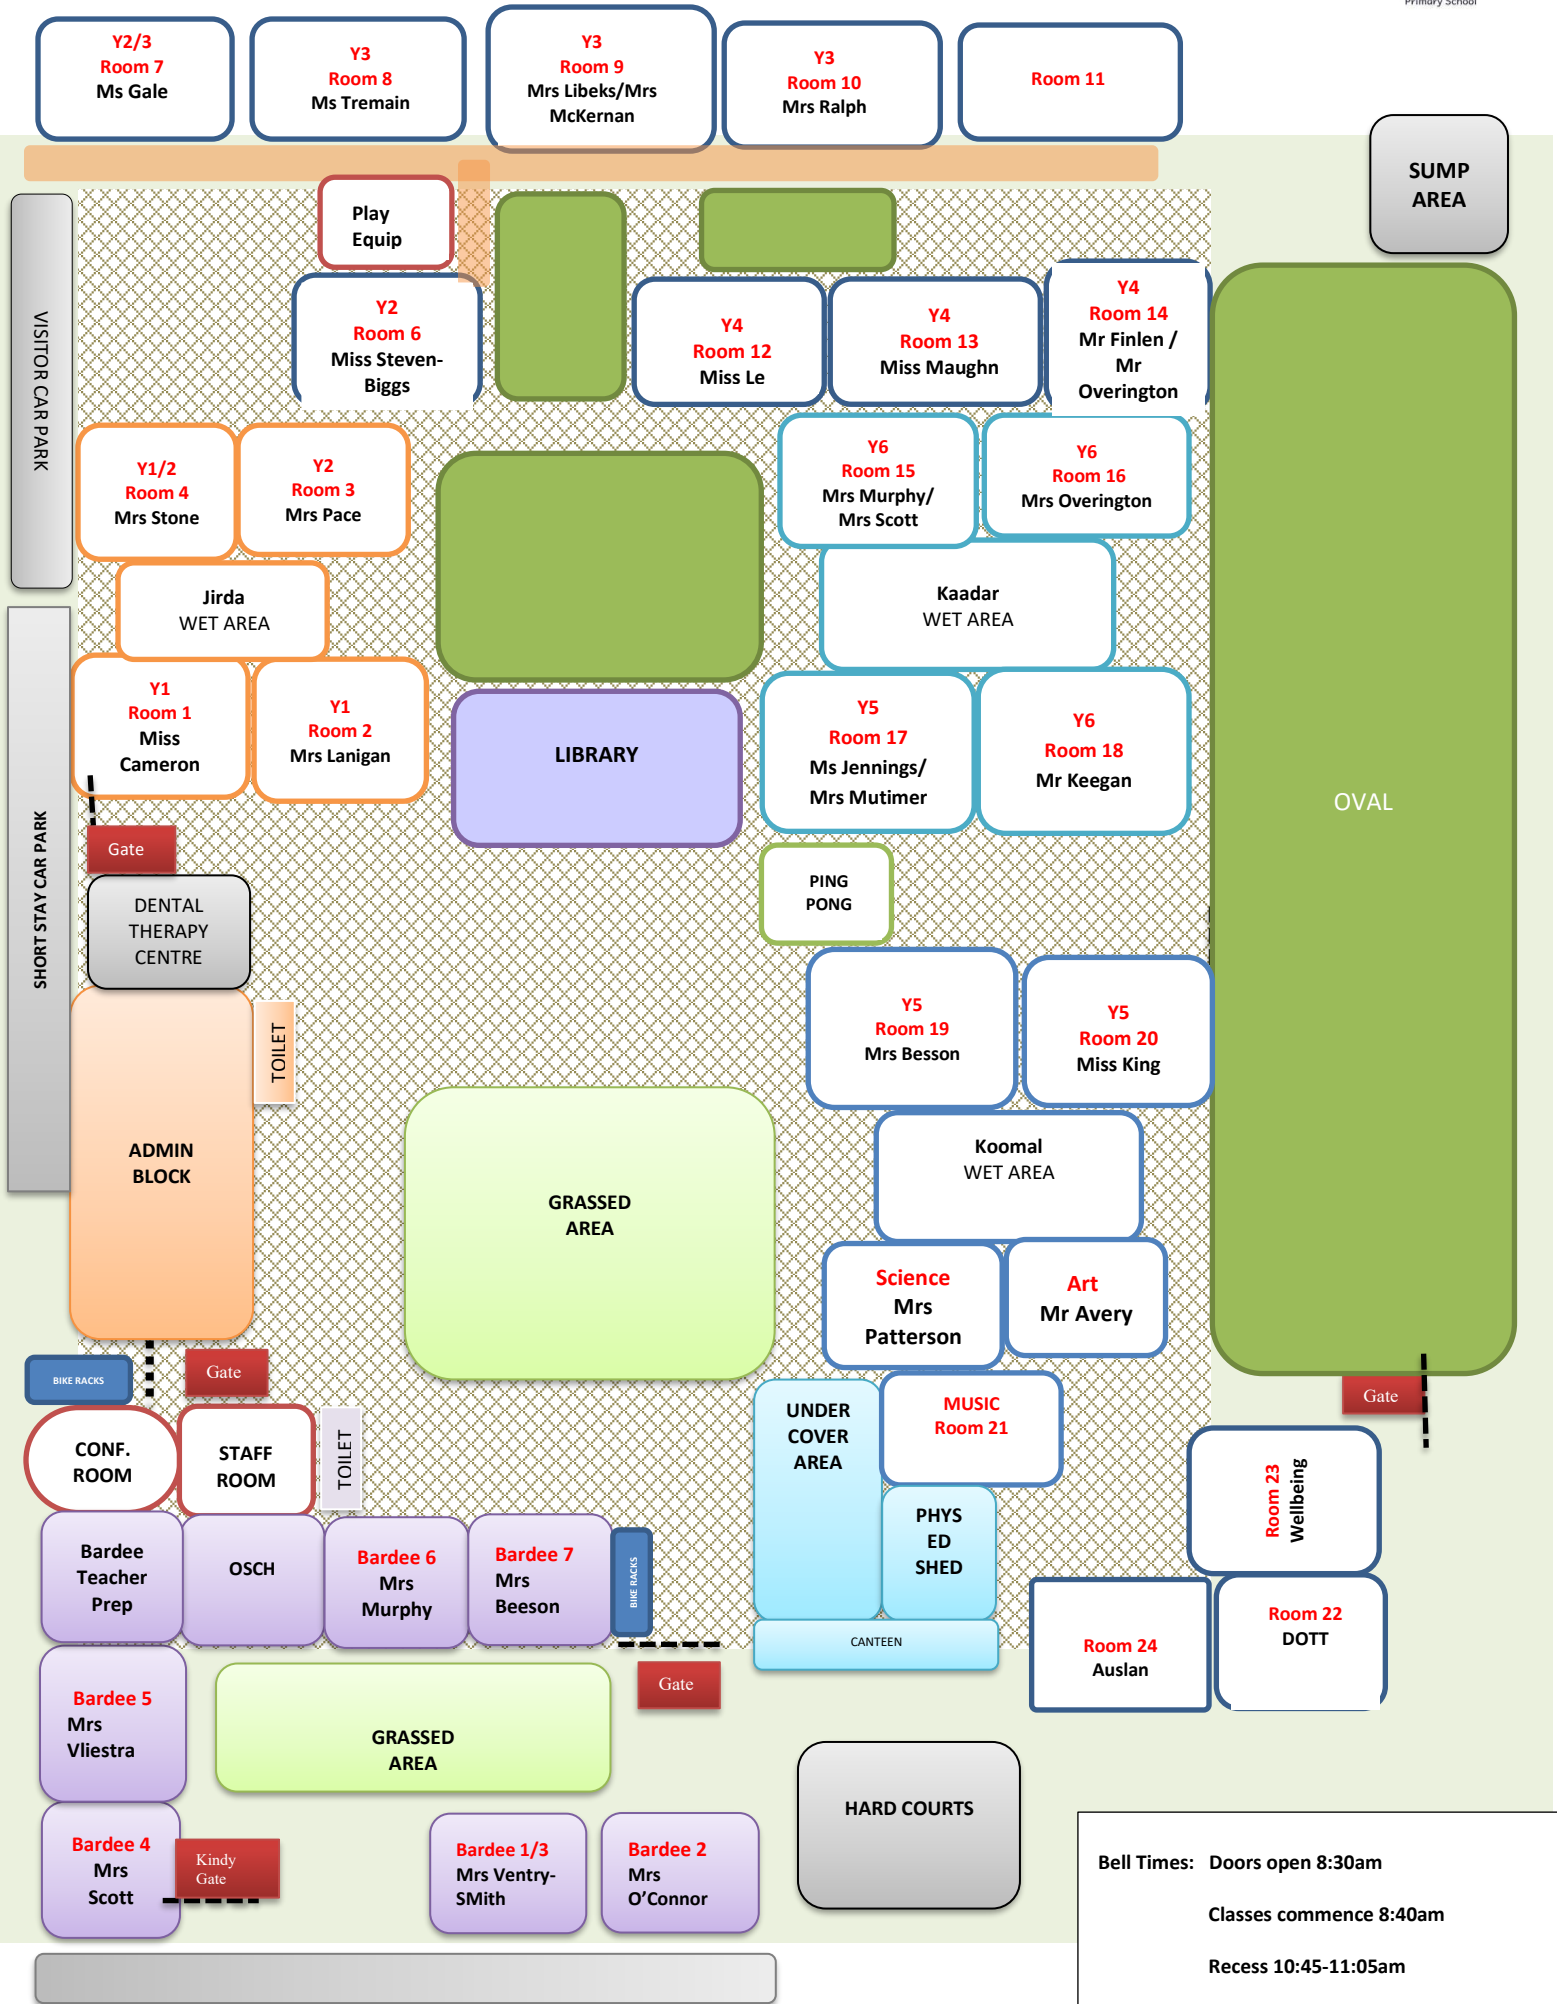 Primary School
Y2/3
Room 7
Ms Gale
Y3
Room 8
Ms Tremain
Y3
Room 9
Mrs Libeks/Mrs
McKernan
Y3
Room 10
Mrs Ralph
Room 11
SUMP
AREA
Play
Equip
VISITOR CAR PARK
Y2
Room 6
Miss Steven-
Biggs
Y4
Room 12
Miss Le
Y4
Room 13
Miss Maughn
Y4
Room 14
Mr Finlen /
Mr
Overington
Y1/2
Room 4
Mrs Stone
Y2
Room 3
Mrs Pace
Y6
Room 15
Mrs Murphy/
Mrs Scott
Y6
Room 16
Mrs Overington
Jirda
WET AREA
Kaadar
WET AREA
Y1
Room 1
Miss
Cameron
Y1
Room 2
Mrs Lanigan
LIBRARY
Y5
Room 17
Ms Jennings/
Mrs Mutimer
Y6
Room 18
Mr Keegan
OVAL
SHORT STAY CAR PARK
Gate
DENTAL
THERAPY
CENTRE
PING
PONG
TOILET
Y5
Room 19
Mrs Besson
Y5
Room 20
Miss King
ADMIN
BLOCK
GRASSED
AREA
Koomal
WET AREA
Science
Mrs
Patterson
Art
Mr Avery
BIKE RACKS
Gate
Gate
CONF.
ROOM
STAFF
ROOM
TOILET
UNDER
COVER
AREA
MUSIC
Room 21
Room 23
Wellbeing
PHYS
ED
SHED
Bardee
Teacher
Prep
OSCH
Bardee 6
Mrs
Murphy
Bardee 7
Mrs
Beeson
BIKE RACKS
CANTEEN
Room 24
Auslan
Room 22
DOTT
Gate
Bardee 5
Mrs
Vliestra
GRASSED
AREA
HARD COURTS
Bardee 4
Mrs
Scott
Kindy
Gate
Bardee 1/3
Mrs Ventry-
SMith
Bardee 2
Mrs
O'Connor
Bell Times: Doors open 8:30am
Classes commence 8:40am
Recess 10:45-11:05am